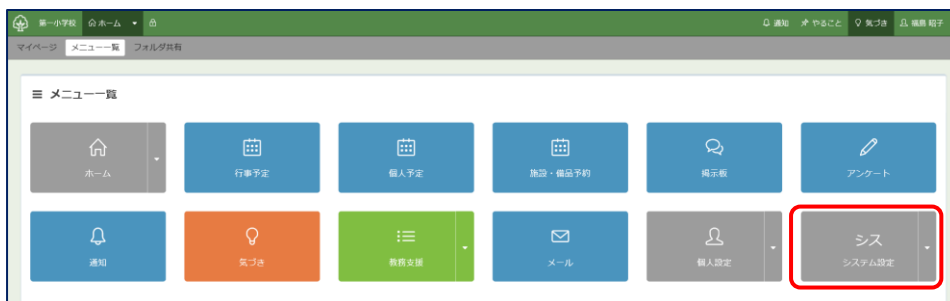 第一小学校 ホーム 通知 やること 気づき 福島 昭子
マイページ メニュー一覧 フォルダ共有
メニュー一覧
ホーム 行事予定 個人予定 施設・備品予約 掲示板 アンケート
シス
通知 気づき 教務支援 メール 個人設定 システム設定